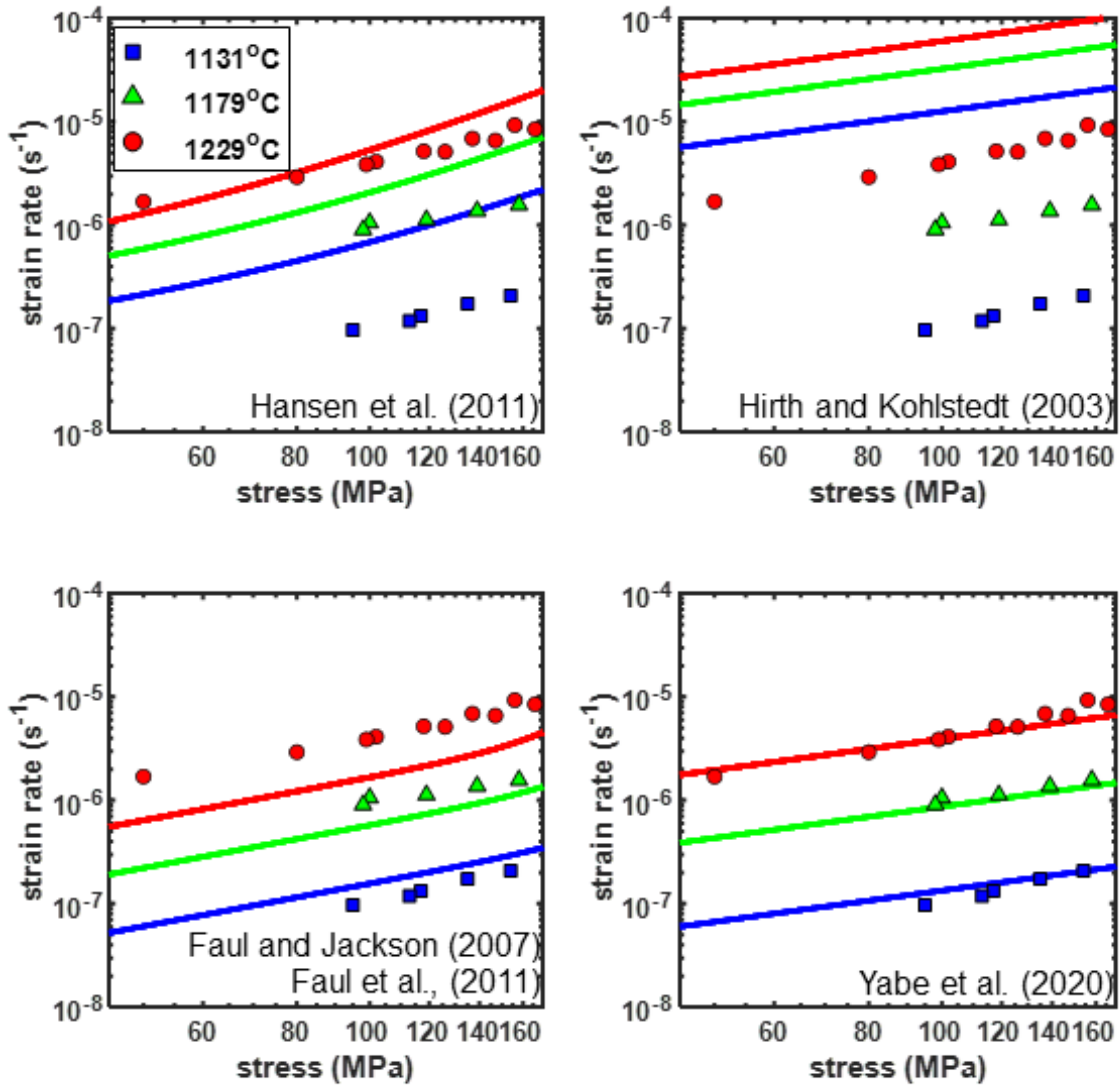 10-4
1131oC
1179oC
1229oC
10-5
10-6
10-7
10-8
strain rate (s-1)
Hansen et al. (2011)
60 80 100 120 140 160
stress (MPa)
10-4
10-5
10-6
10-7
10-8
strain rate (s-1)
Hirth and Kohlstedt (2003)
60 80 100 120 140 160
stress (MPa)
10-4
10-5
10-6
10-7
10-8
strain rate (s-1)
Faul and Jackson (2007)
Faul et al., (2011)
60 80 100 120 140 160
stress (MPa)
10-4
10-5
10-6
10-7
10-8
strain rate (s-1)
Yabe et al. (2020)
60 80 100 120 140 160
stress (MPa)